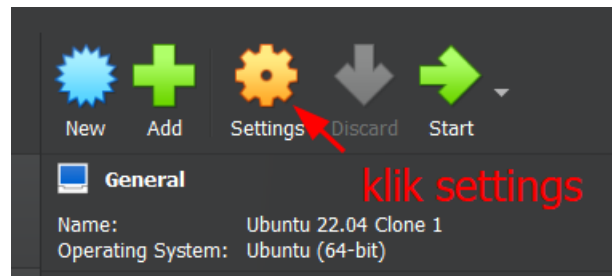 New Add Settings Discard Start
klik settings
General
Name: Ubuntu 22.04 Clone 1
Operating System: Ubuntu (64-bit)